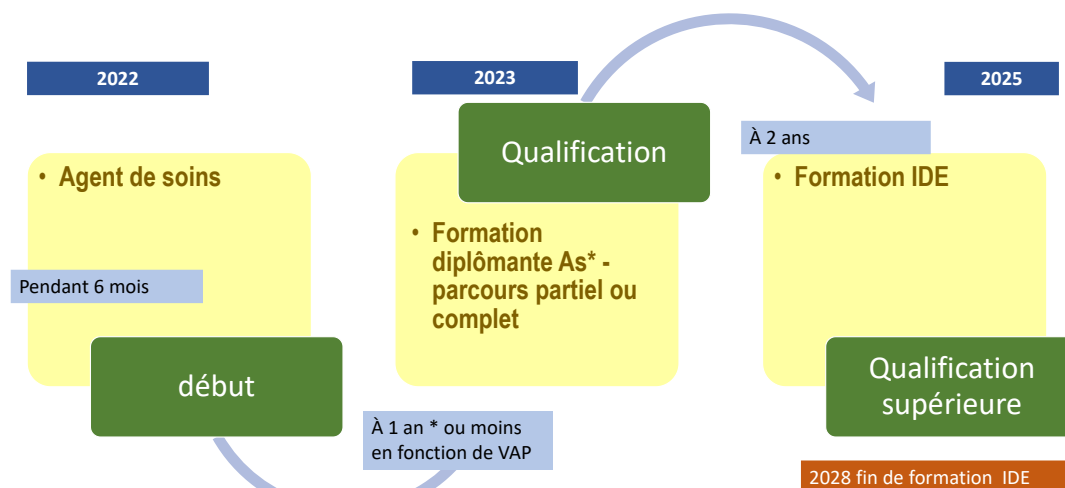 2022
• Agent de soins
Pendant 6 mois
début
À 1 an * ou moins
en fonction de VAP
2023
Qualification
• Formation
diplômante As* -
parcours partiel ou
complet
2025
À 2 ans
• Formation IDE
Qualification
supérieure
2028 fin de formation IDE